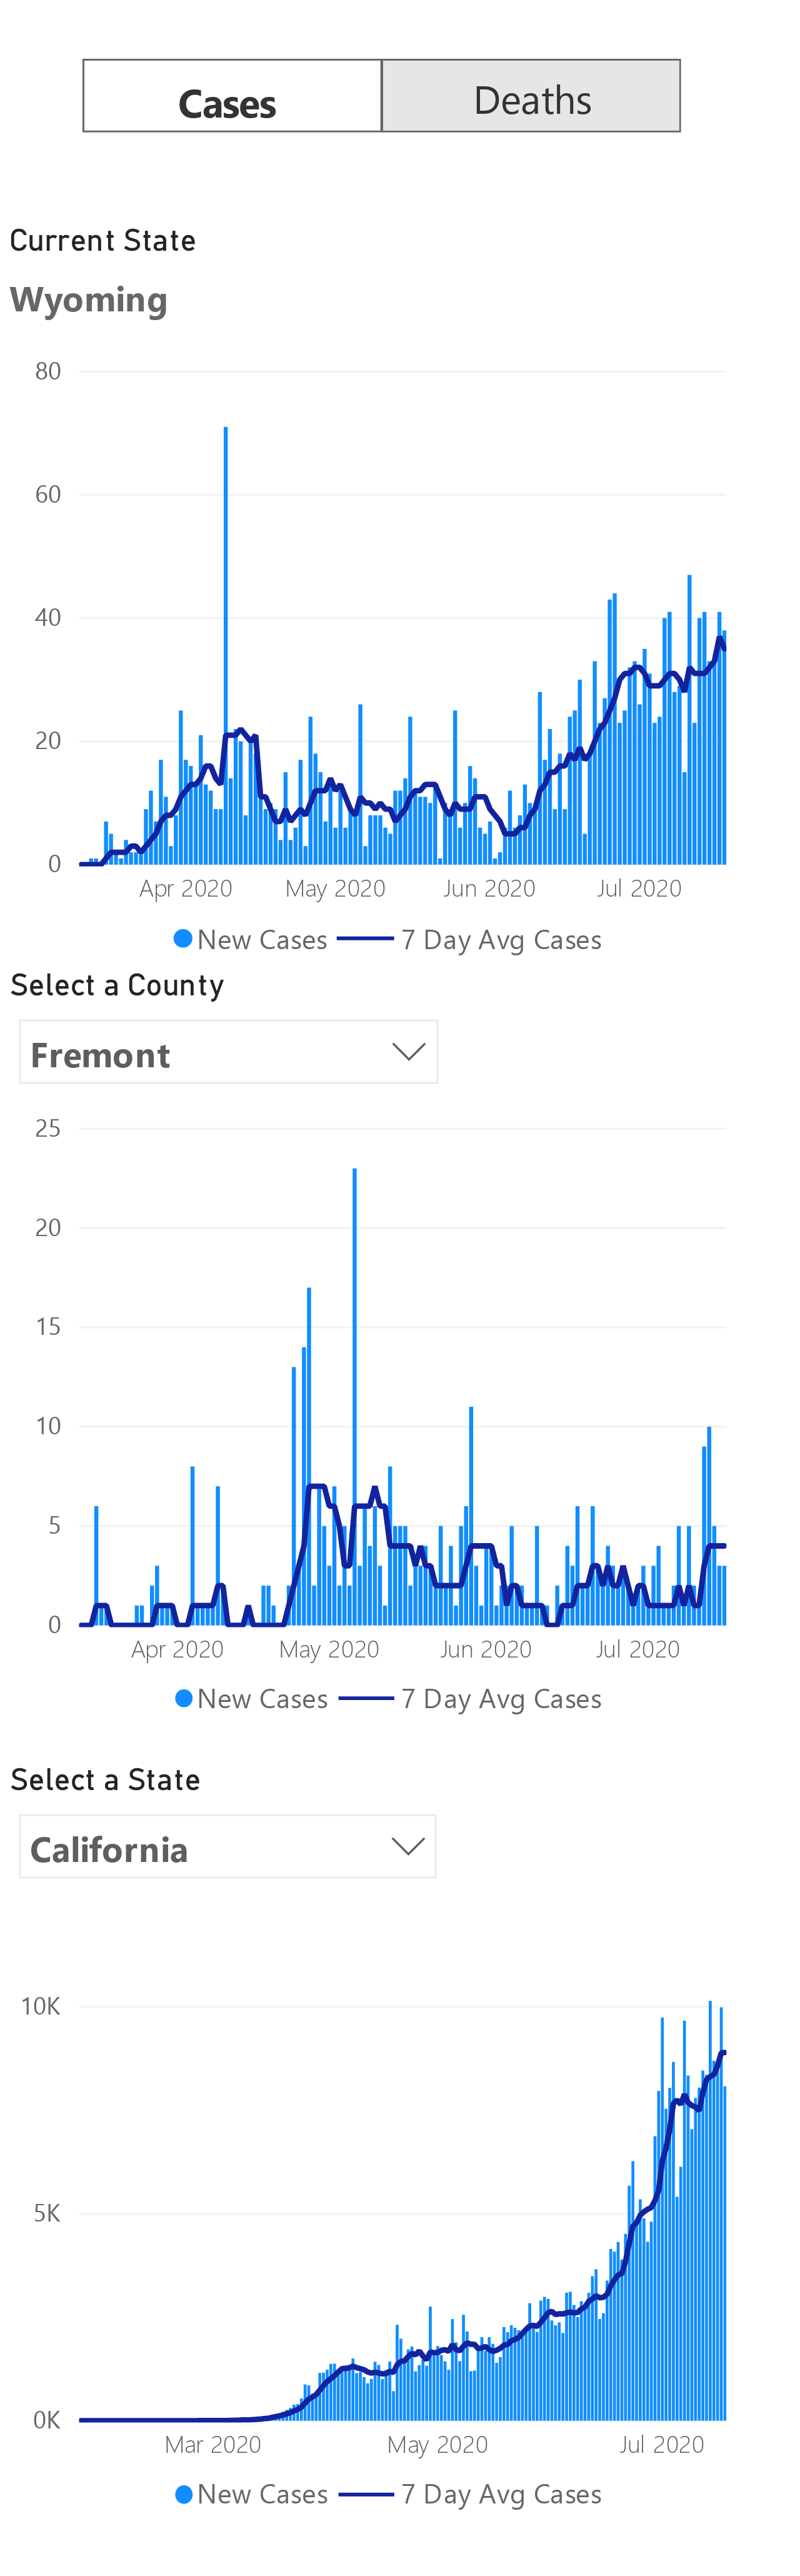 Cases Deaths
Current State
Wyoming
80
60
40
20
0
Apr 2020 May 2020 Jun 2020 Jul 2020
New Cases 7 Day Avg Cases
Select a County
Fremont
25
20
15
10
5
0
Apr 2020 May 2020 Jun 2020 Jul 2020
New Cases 7 Day Avg Cases
Select a State
California
10K
5K
0K
Mar 2020 May 2020 Jul 2020
New Cases 7 Day Avg Cases